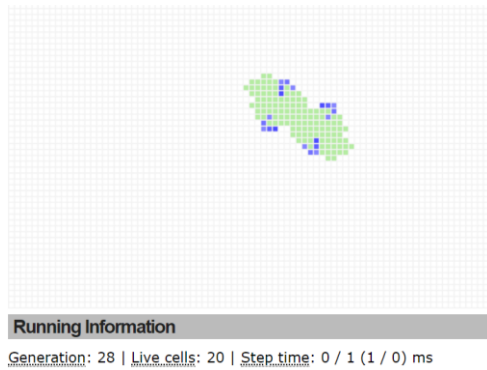 Running Information
Generation: 28 | Live cells: 20 | Step time: 0 / 1 (1 / 0) ms